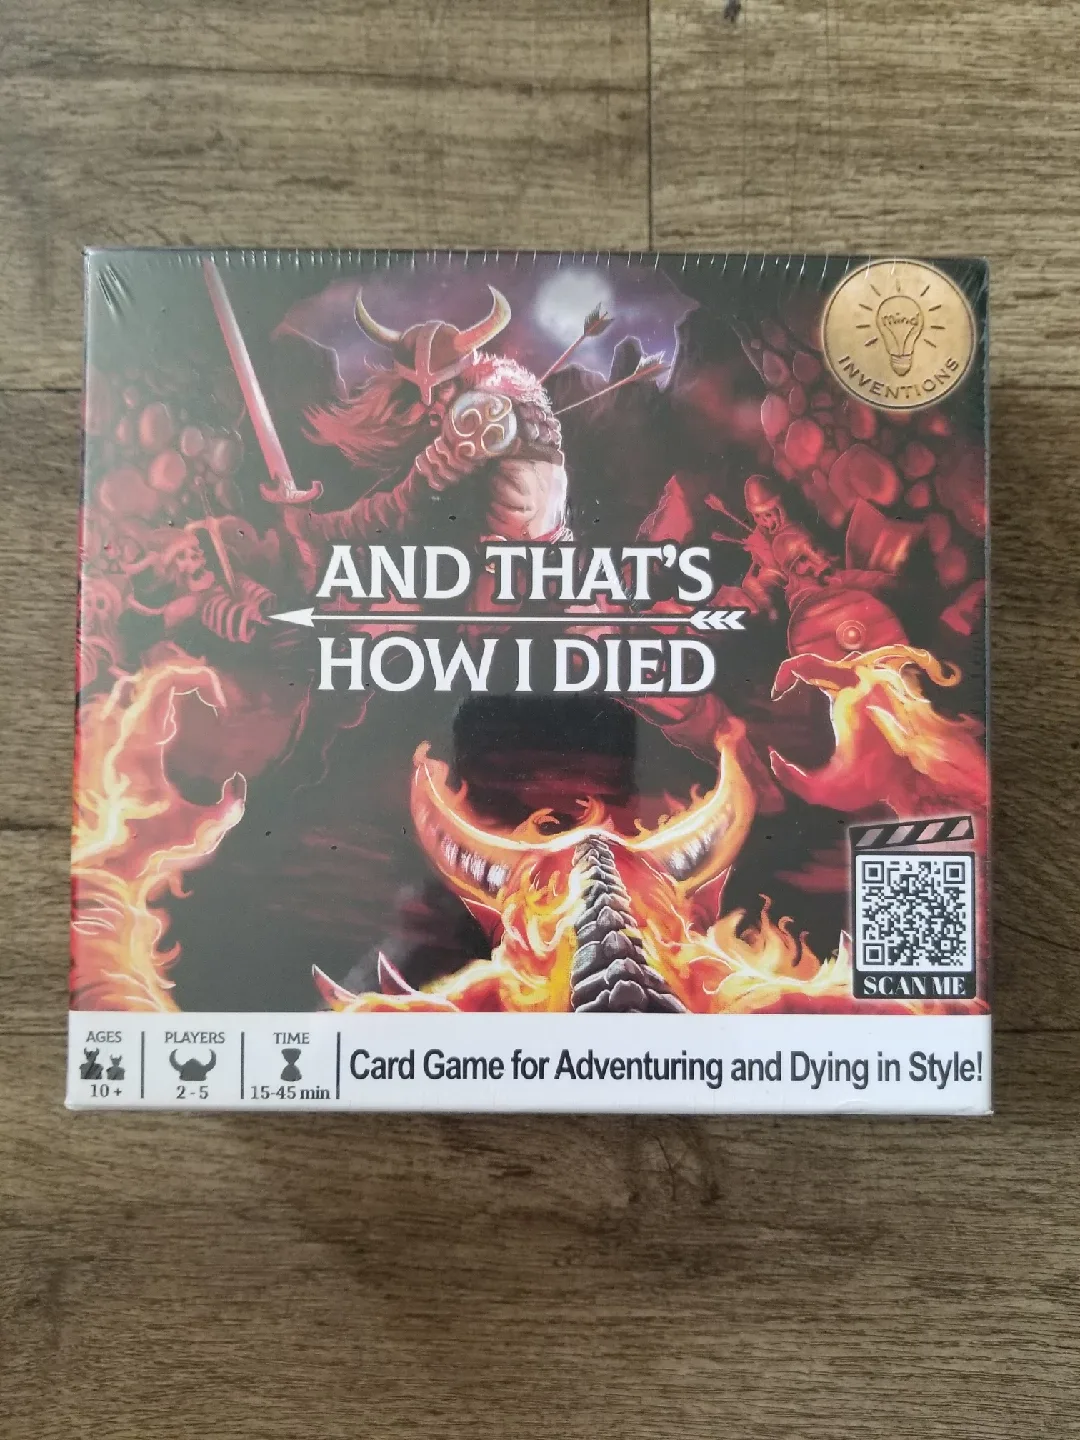 mind
INVENTIONS
AND THAT'S
HOW I DIED
SCAN ME
AGES
10 +
PLAYERS
2 - 5
TIME
15-45 min
Card Game for Adventuring and Dying in Style!